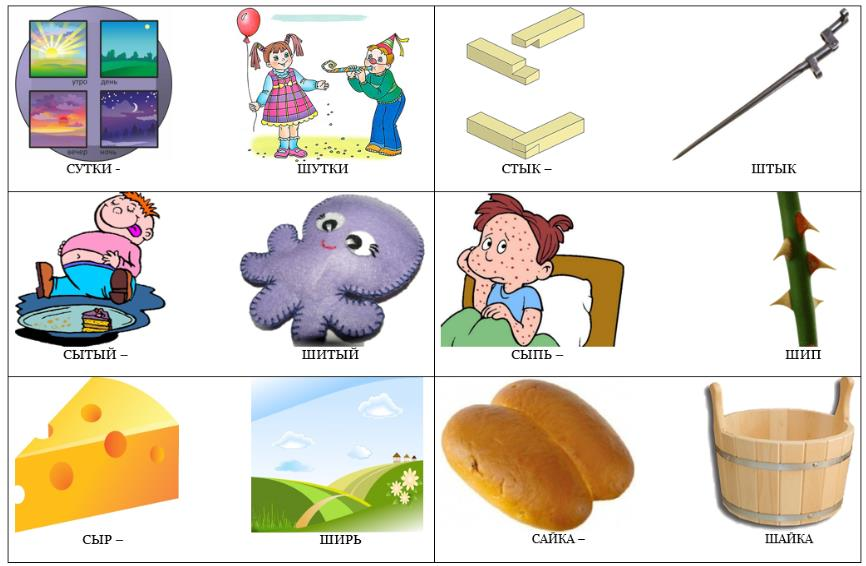 утро день
вечер ночь
СУТКИ - ШУТКИ
СТЫК – ШТЫК
СЫТЫЙ – ШИТЫЙ
СЫПЬ – ШИП
СЫР – ШИРЬ
САЙКА – ШАЙКА